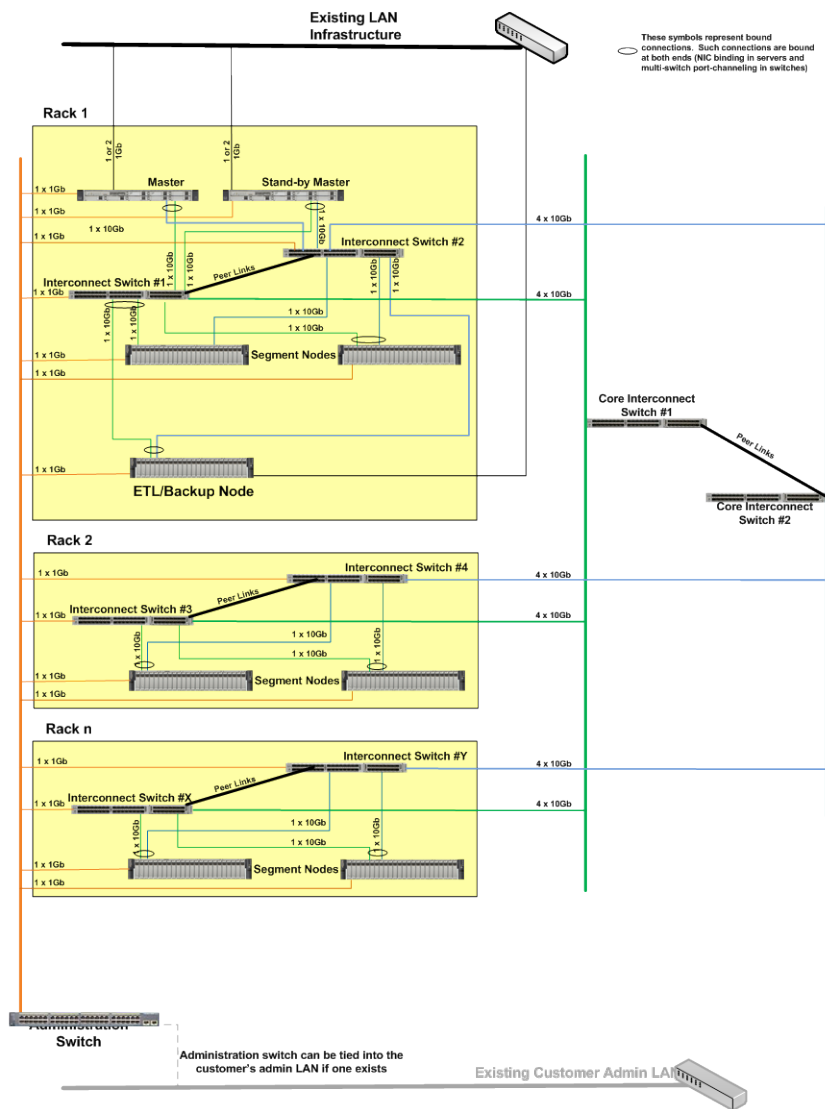 Existing LAN
Infrastructure
These symbols represent bound
connections. Such connections are bound
at both ends (NIC binding in servers and
multi-switch port-channeling in switches)
Rack 1
1 or 2
1Gb
1 or 2
1Gb
Master
Stand-by Master
1 x 1Gb
1 x 1Gb
1 x 10Gb
1 x 1Gb
1 x 10Gb
4 x 10Gb
Interconnect Switch #2
1 x 10Gb
1 x 10Gb
Peer Links
1 x 10Gb
1 x 10Gb
Interconnect Switch #1
1 x 1Gb
4 x 10Gb
1 x 10Gb
1 x 10Gb
1 x 10Gb
1 x 10Gb
1 x 1Gb
Segment Nodes
1 x 1Gb
Core Interconnect
Switch #1
Peer Links
1 x 1Gb
ETL/Backup Node
Core Interconnect
Switch #2
Rack 2
1 x 1Gb
Interconnect Switch #4
4 x 10Gb
Peer Links
Interconnect Switch #3
1 x 1Gb
4 x 10Gb
1 x 10Gb
1 x 10Gb
1 x 10Gb
1 x 10Gb
1 x 1Gb
Segment Nodes
1 x 1Gb
Rack n
Interconnect Switch #Y
1 x 1Gb
4 x 10Gb
Peer Links
Interconnect Switch #X
1 x 1Gb
4 x 10Gb
1 x 10Gb
1 x 10Gb
1 x 10Gb
1 x 10Gb
1 x 1Gb
Segment Nodes
1 x 1Gb
Administration
Switch
Administration switch can be tied into the
customer's admin LAN if one exists
Existing Customer Admin LAN